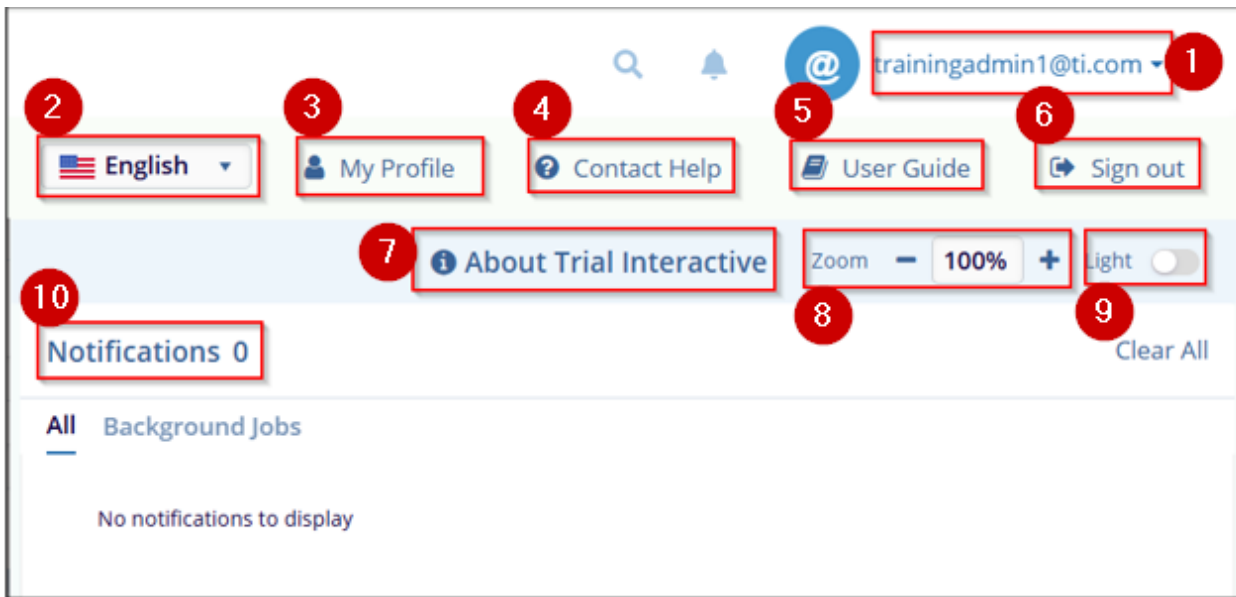 @ trainingadmin1@ti.com 1
2 3 4 5 6
English My Profile Contact Help User Guide Sign out
7 About Trial Interactive Zoom 100% Light
8 9
10
Notifications 0 Clear All
All Background Jobs
No notifications to display